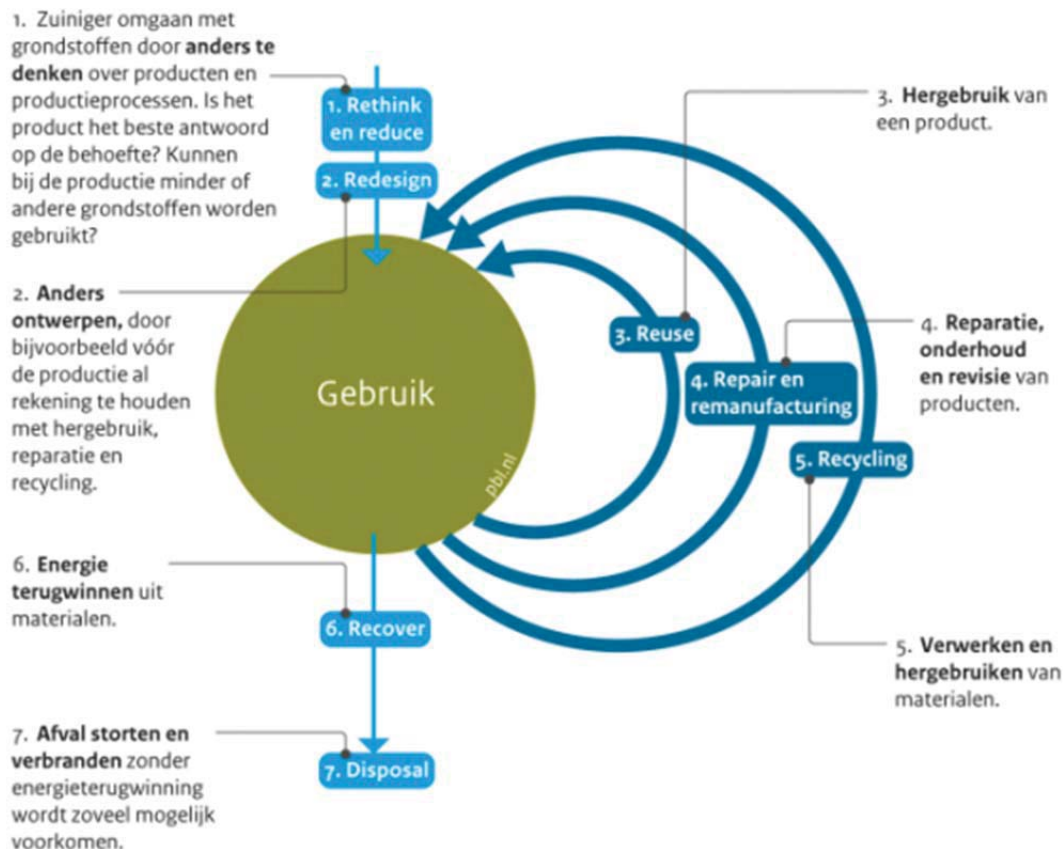 1. Zuiniger omgaan met
grondstoffen door anders te
denken over producten en
productieprocessen. Is het
product het beste antwoord
op de behoefte? Kunnen
bij de productie minder of
andere grondstoffen worden
gebruikt?
1. Rethink
en reduce
2. Redesign
3. Hergebruik van
een product.
2. Anders
ontwerpen, door
bijvoorbeeld vóór
de productie al
rekening te houden
met hergebruik,
reparatie en
recycling.
Gebruik
pbl.nl
3. Reuse
4. Repair en
remanufacturing
5. Recycling
4. Reparatie,
onderhoud
en revisie van
producten.
6. Energie
terugwinnen uit
materialen.
6. Recover
5. Verwerken en
hergebruiken van
materialen.
7. Afval storten en
verbranden zonder
energieterugwinning
wordt zoveel mogelijk
voorkomen.
7. Disposal